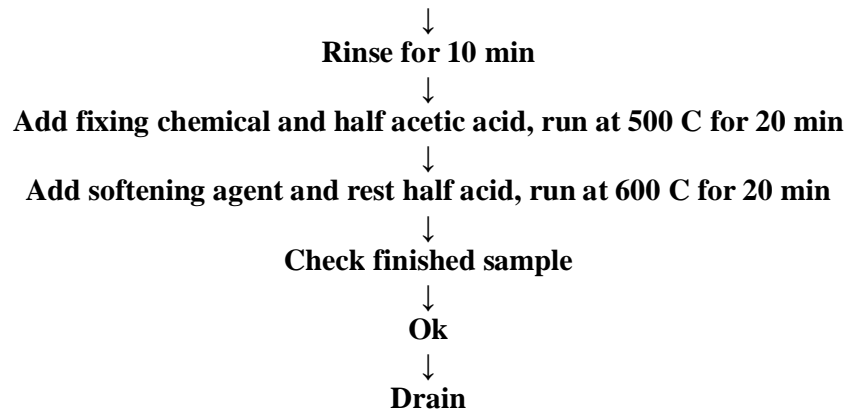 ↓
Rinse for 10 min
↓
Add fixing chemical and half acetic acid, run at 500 C for 20 min
↓
Add softening agent and rest half acid, run at 600 C for 20 min
↓
Check finished sample
↓
Ok
↓
Drain